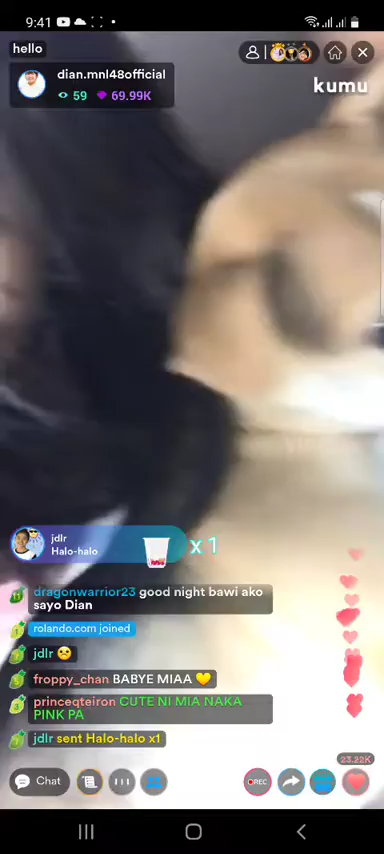 9:41
hello
dian.mnl48official
59 69.99K
kumu
jdlr
Halo-halo
x 1
11 dragonwarrior23 good night bawi ako
sayo Dian
rolando.com joined
jdlr
froppy_chan BABYE MIAA
princeqteiron CUTE NI MIA NAKA
PINK PA
jdlr sent Halo-halo x1
23.22K
Chat
REC